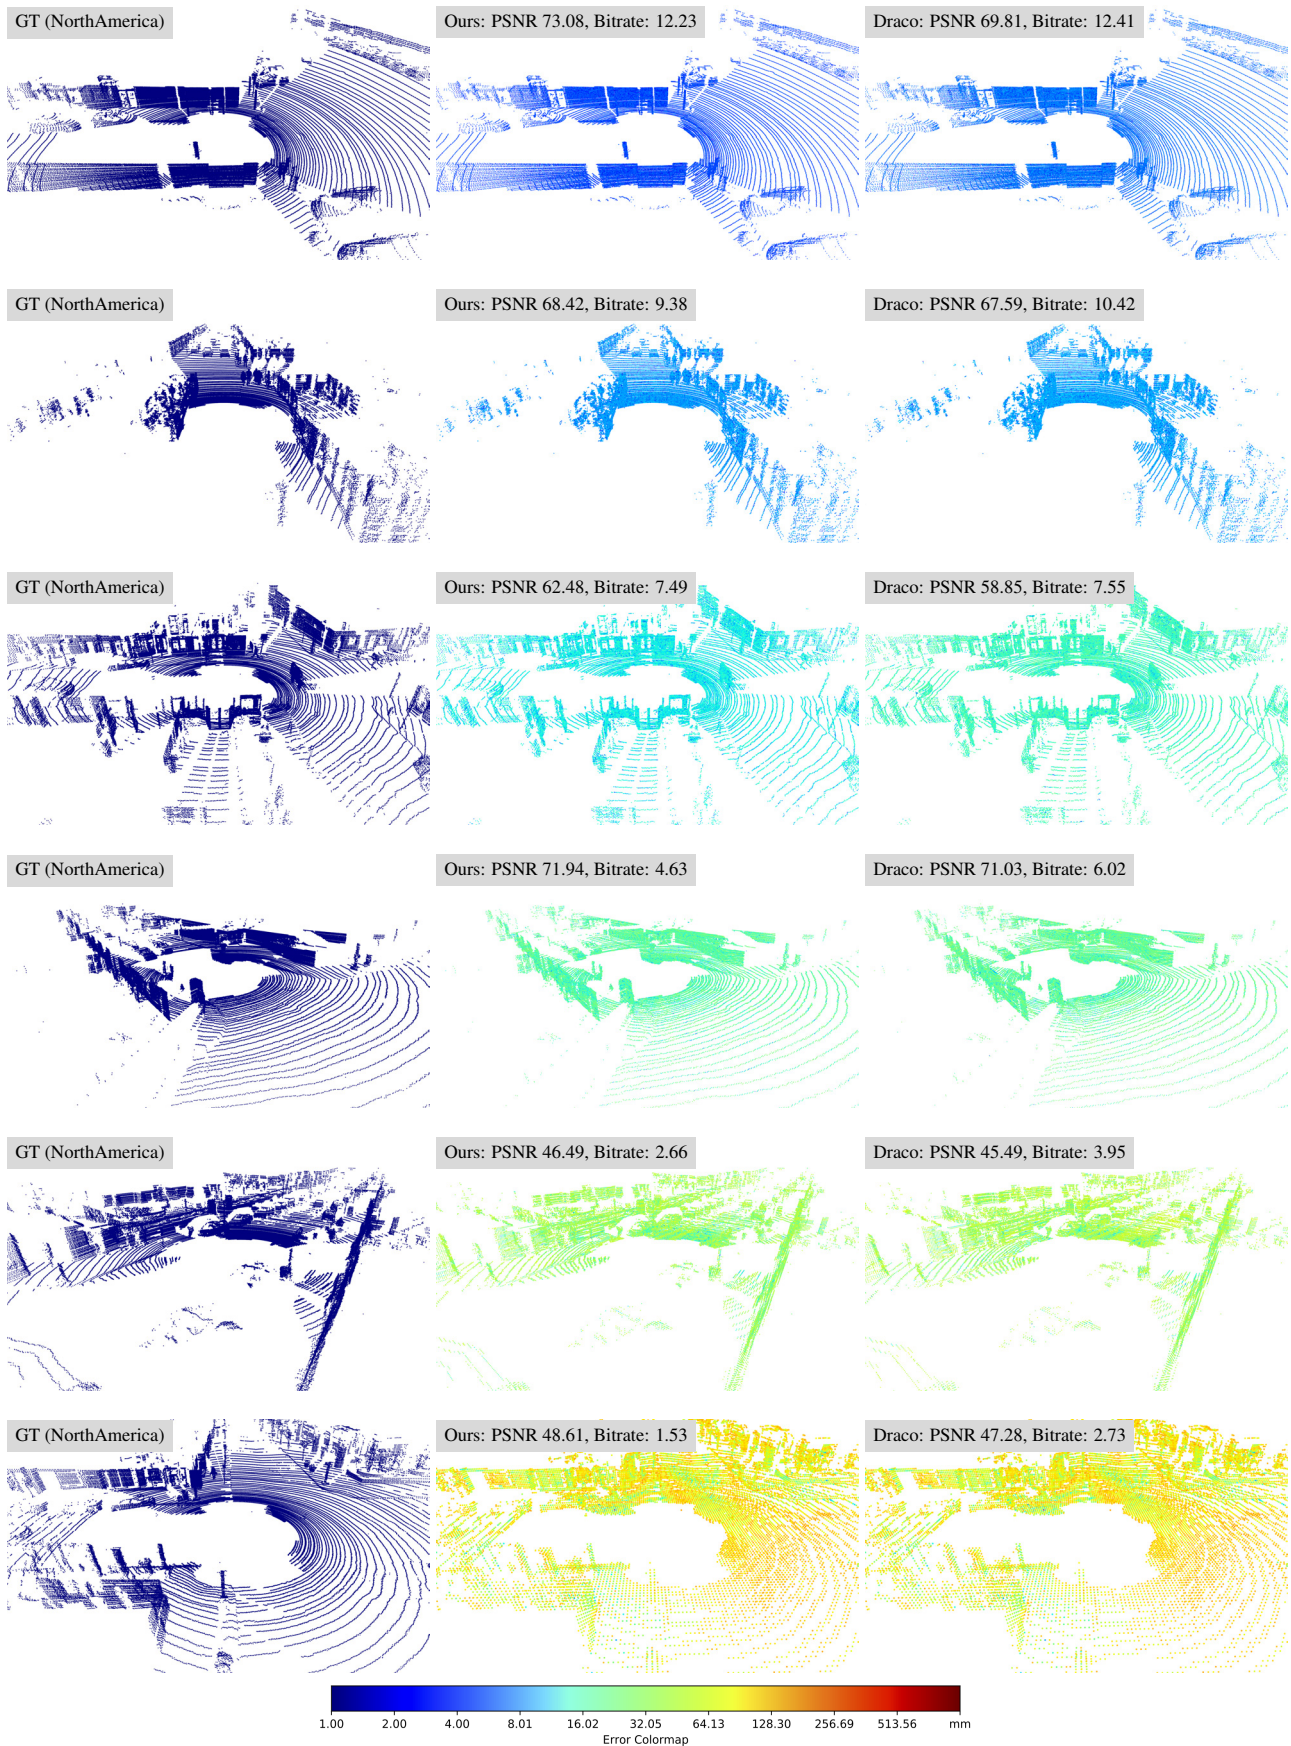 GT (NorthAmerica)
Ours: PSNR 73.08, Bitrate: 12.23
Draco: PSNR 69.81, Bitrate: 12.41
GT (NorthAmerica)
Ours: PSNR 68.42, Bitrate: 9.38
Draco: PSNR 67.59, Bitrate: 10.42
GT (NorthAmerica)
Ours: PSNR 62.48, Bitrate: 7.49
Draco: PSNR 58.85, Bitrate: 7.55
GT (NorthAmerica)
Ours: PSNR 71.94, Bitrate: 4.63
Draco: PSNR 71.03, Bitrate: 6.02
GT (NorthAmerica)
Ours: PSNR 46.49, Bitrate: 2.66
Draco: PSNR 45.49, Bitrate: 3.95
GT (NorthAmerica)
Ours: PSNR 48.61, Bitrate: 1.53
Draco: PSNR 47.28, Bitrate: 2.73
1.00 2.00 4.00 8.01 16.02 32.05 64.13 128.30 256.69 513.56 mm
Error Colormap